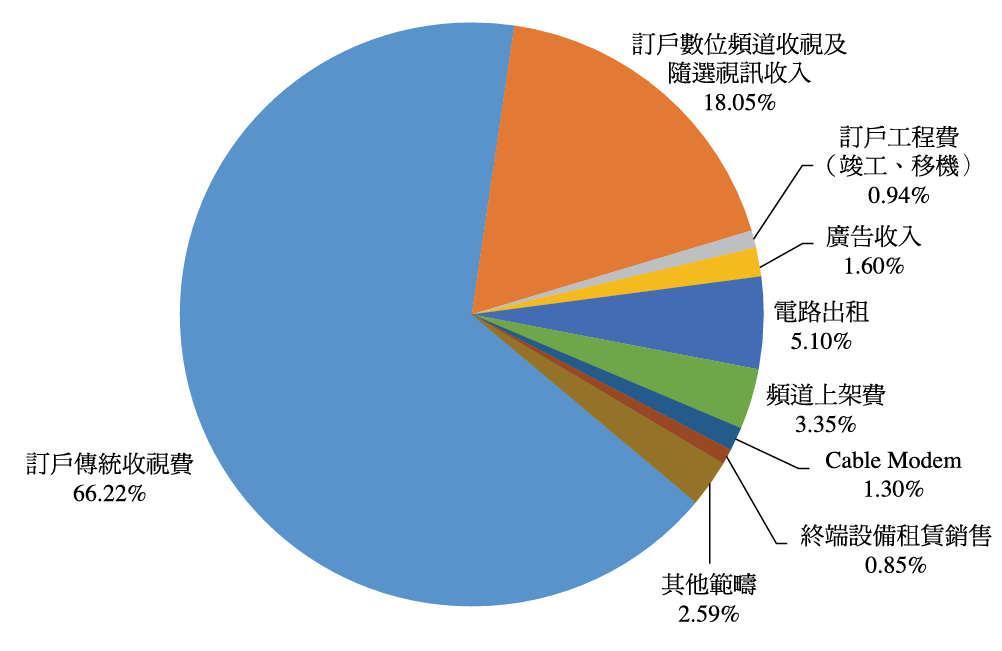 訂戶數位頻道收視及
隨選視訊收入
18.05%
訂戶工程費
（竣工、移機）
0.94%
廣告收入
1.60%
電路出租
5.10%
頻道上架費
3.35%
Cable Modem
1.30%
終端設備租賃銷售
0.85%
其他範疇
2.59%
訂戶傳統收視費
66.22%